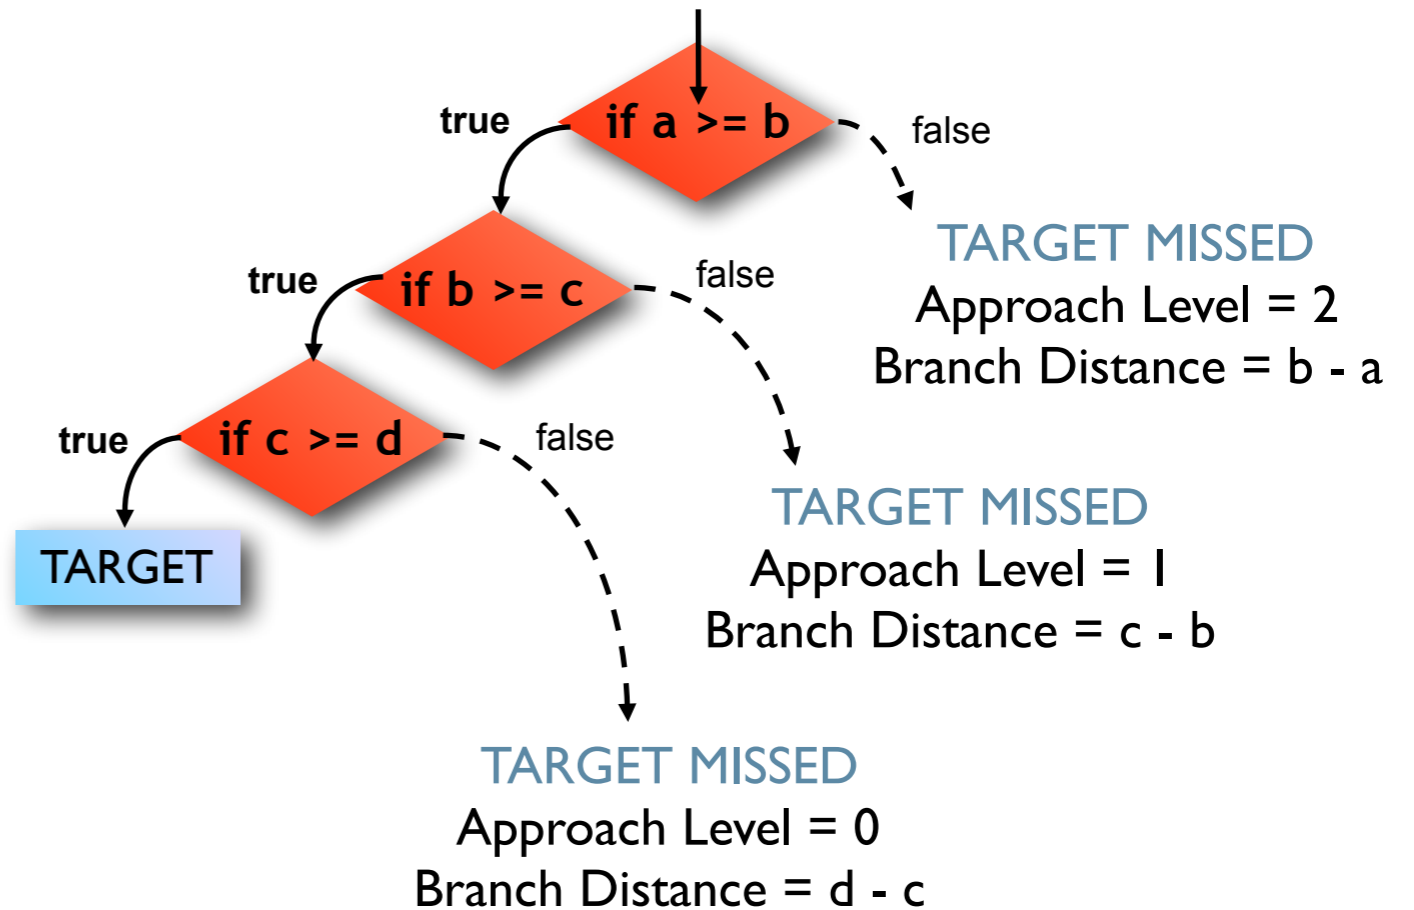 true
if a >= b
false
TARGET MISSED
Approach Level = 2
Branch Distance = b - a
true
if b >= c
false
TARGET MISSED
Approach Level = 1
Branch Distance = c - b
true
if c >= d
false
TARGET
TARGET MISSED
Approach Level = 0
Branch Distance = d - c